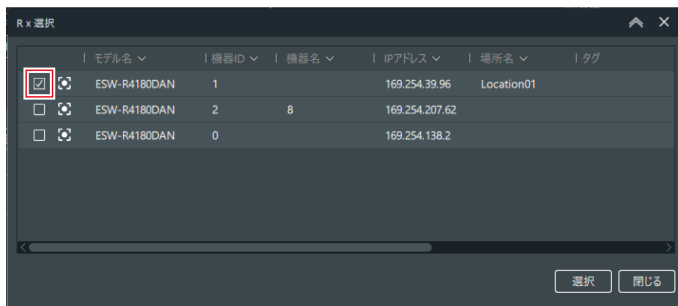 Rx選択
モデル名 機器ID 機器名 IPアドレス 場所名 タグ
ESW-R4180DAN 1 169.254.39.96 Location01
ESW-R4180DAN 2 8 169.254.207.62
ESW-R4180DAN 0 169.254.138.2
選択 閉じる